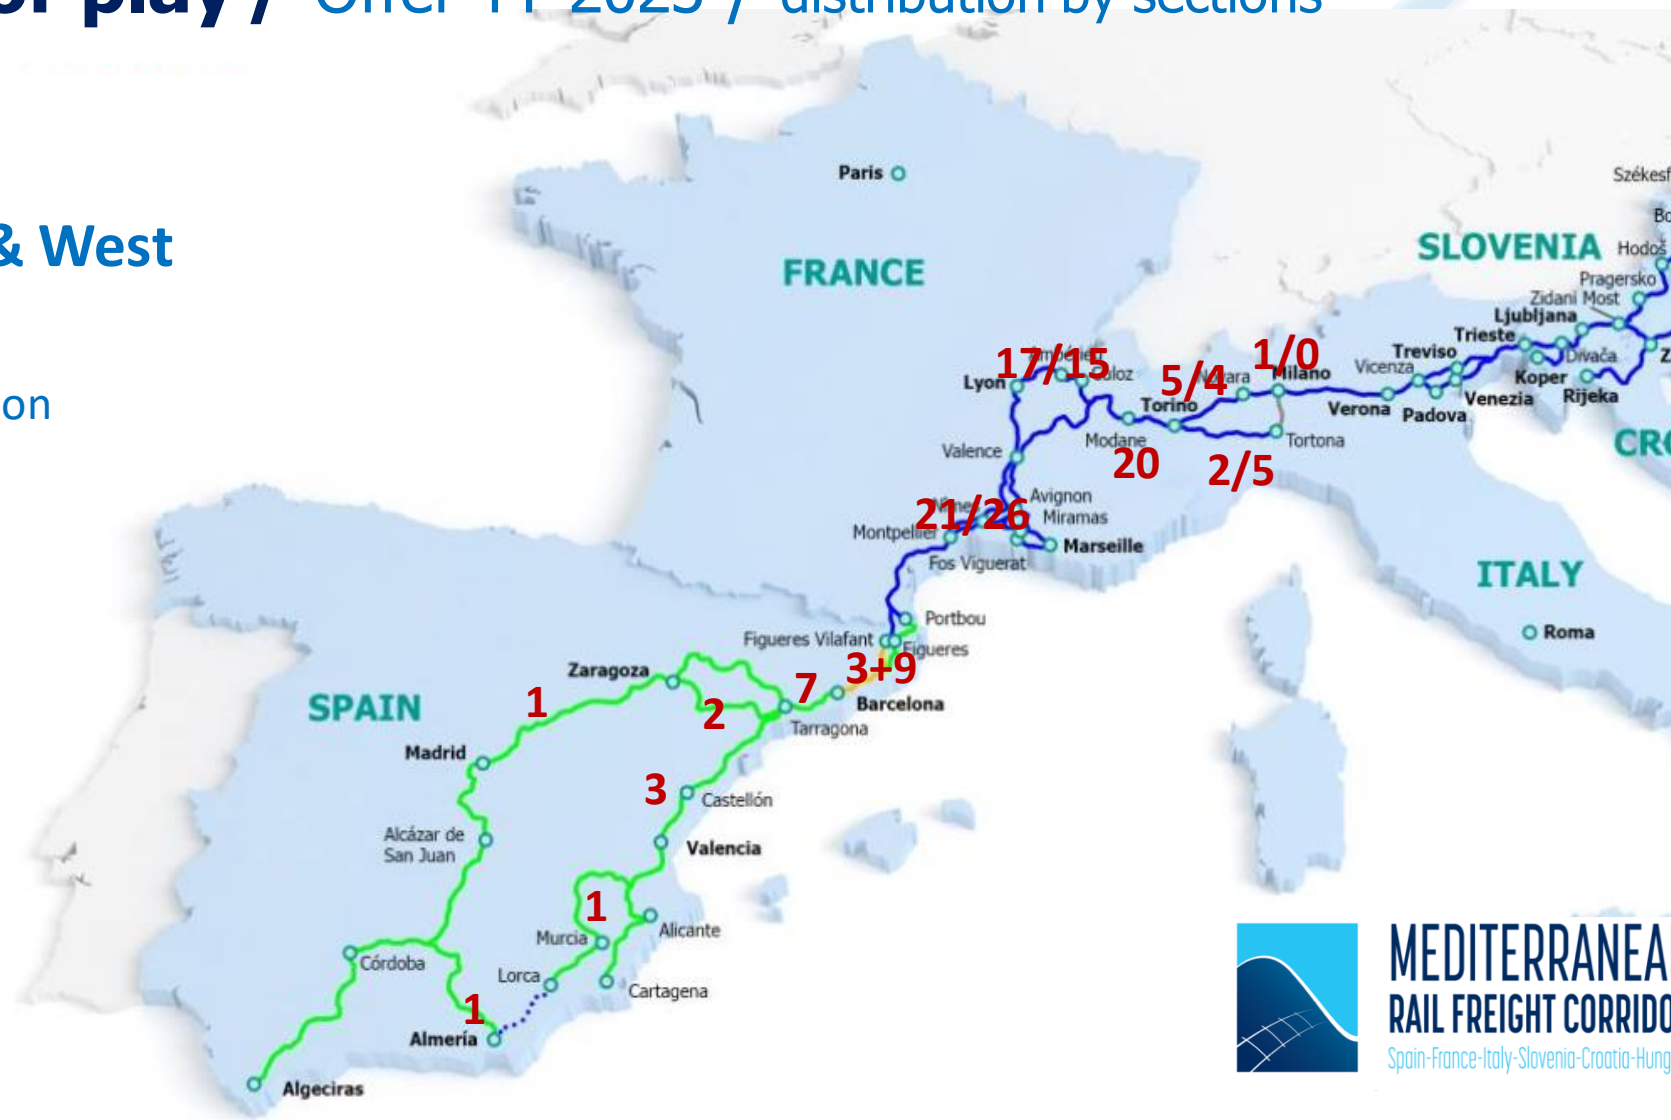 or play / Offer TT 2025 / distribution by sections
& West
on
Paris
FRANCE
SPAIN
SLOVENIA
ITALY
Székesf
Hodoš
Pragersko
Zidani Most
Ljubljana
Trieste
Treviso
Divača
Vicenza
Koper
Rijeka
Venezia
Verona
Padova
17/15
Lyon
5/4
1/0
Milano
Torino
Modane
20
2/5
Tortona
Valence
Avignon
21/26
Miramas
Montpellier
Marseille
Fos Viguerat
Portbou
Figueres Vilafant
Figueres
3+9
Roma
Zaragoza
1
2
7
Barcelona
Tarragona
Madrid
3
Castellón
Alcázar de
San Juan
Valencia
1
Murcia
Alicante
Córdoba
Lorca
Cartagena
1
Almería
Algeciras
MEDITERRANEA
RAIL FREIGHT CORRIDO
Spain-France-Italy-Slovenia-Croatia-Hung